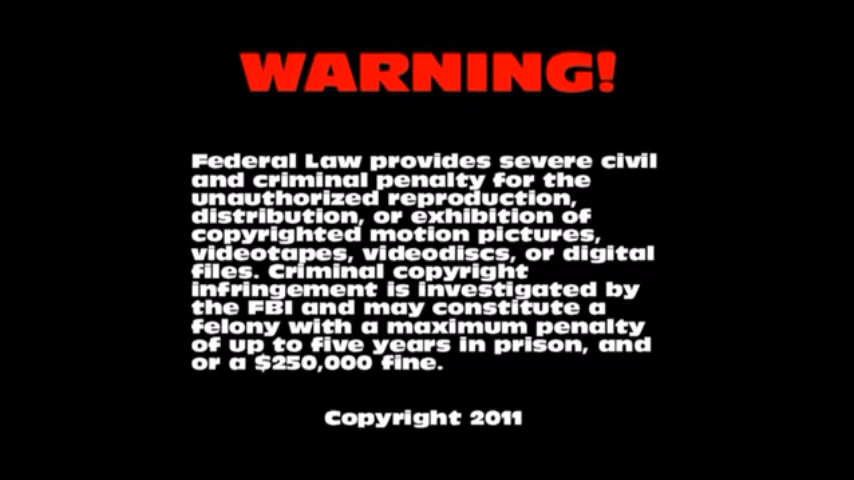 WARNING!
Federal Law provides severe civil
and criminal penalty for the
unauthorized reproduction,
distribution, or exhibition of
copyrighted motion pictures,
videotapes, videodiscs, or digital
files. Criminal copyright
infringement is investigated by
the FBI and may constitute a
felony with a maximum penalty
of up to five years in prison, and
or a $250,000 fine.
Copyright 2011